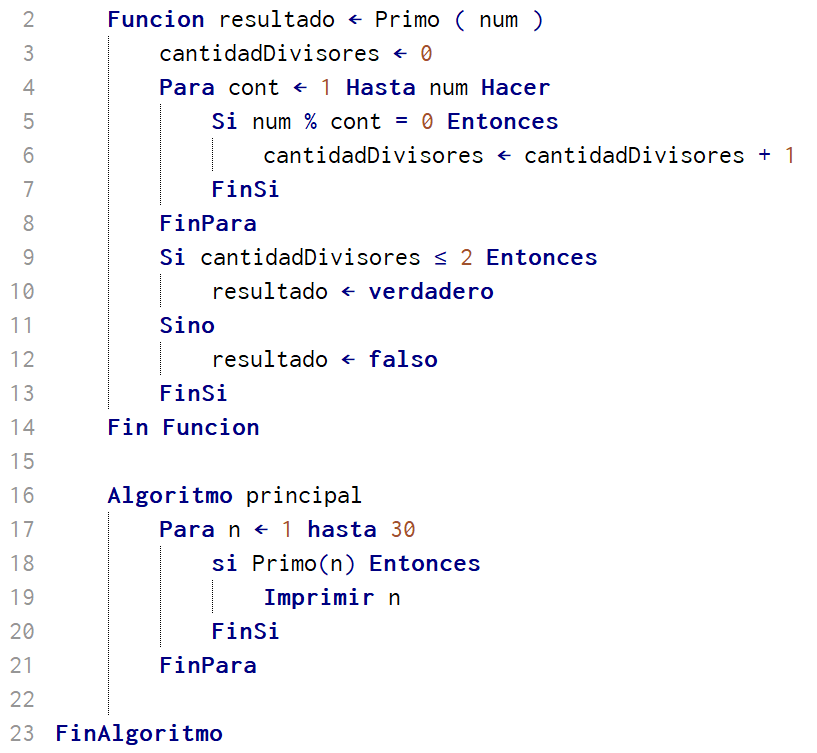 2 Funcion resultado ← Primo ( num )
3 cantidadDivisores ← 0
4 Para cont ← 1 Hasta num Hacer
5 Si num % cont = 0 Entonces
6 cantidadDivisores ← cantidadDivisores + 1
7 FinSi
8 FinPara
9 Si cantidadDivisores ≤ 2 Entonces
10 resultado ← verdadero
11 Sino
12 resultado ← falso
13 FinSi
14 Fin Funcion
15
16 Algoritmo principal
17 Para n ← 1 hasta 30
18 si Primo(n) Entonces
19 Imprimir n
20 FinSi
21 FinPara
22
23 FinAlgoritmo